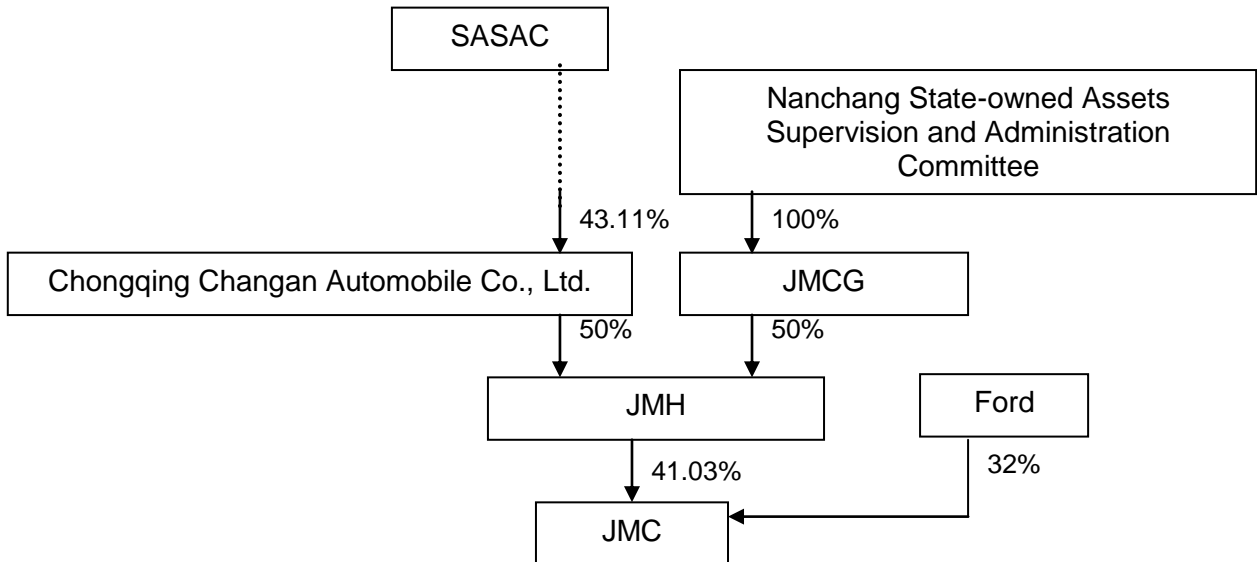 SASAC
Nanchang State-owned Assets
Supervision and Administration
Committee
43.11%
100%
Chongqing Changan Automobile Co., Ltd.
JMCG
50%
50%
JMH
Ford
41.03%
32%
JMC